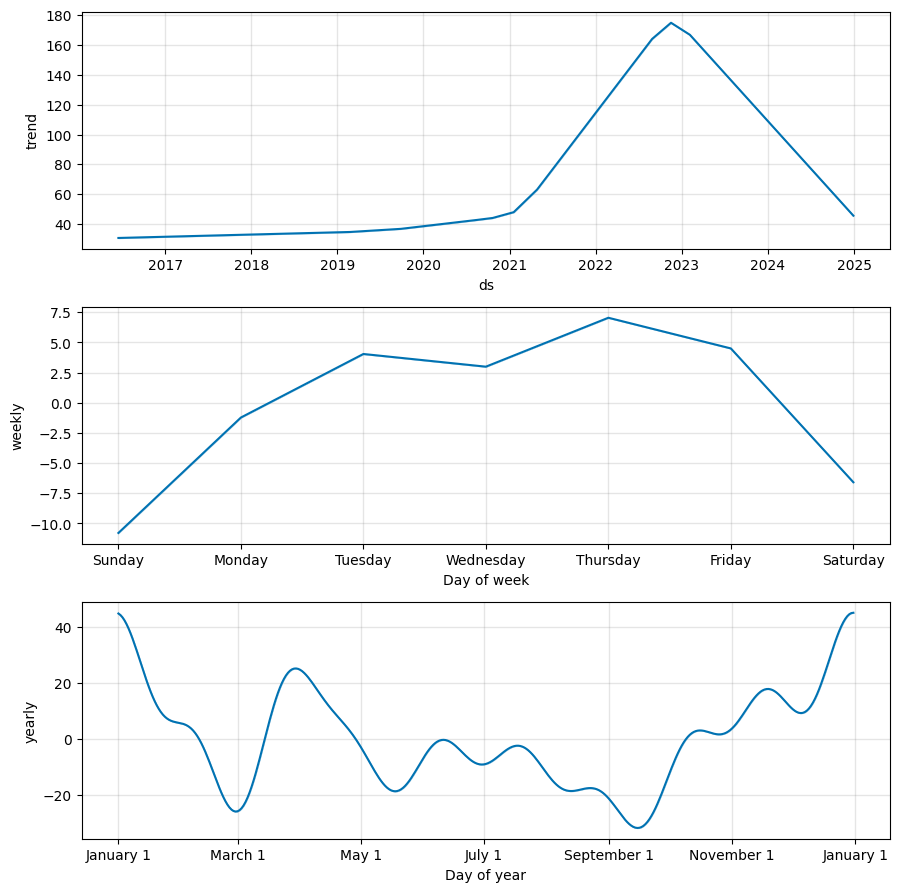 180
160
140
120
100
80
60
40
trend
2017 2018 2019 2020 2021 2022 2023 2024 2025
ds
7.5
5.0
2.5
0.0
−2.5
−5.0
−7.5
−10.0
weekly
Sunday Monday Tuesday Wednesday Thursday Friday Saturday
Day of week
40
20
0
−20
yearly
January 1 March 1 May 1 July 1 September 1 November 1 January 1
Day of year